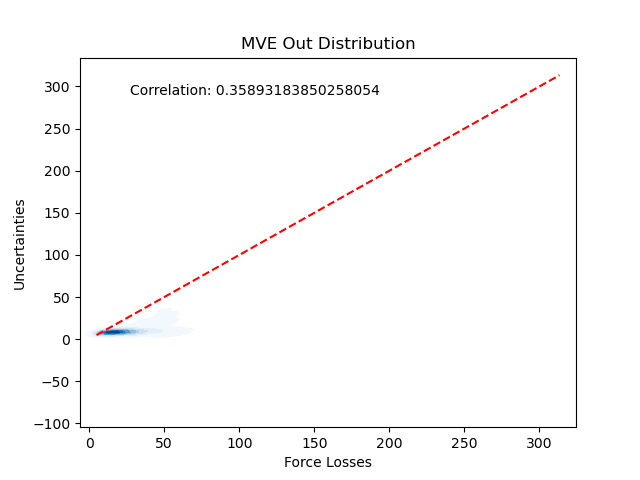 MVE Out Distribution
Correlation: 0.35893183850258054
300
250
200
150
100
50
0
−50
−100
Uncertainties
0 50 100 150 200 250 300
Force Losses